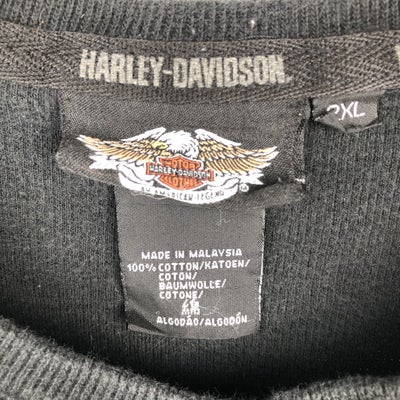 HARLEY-DAVIDSON
2XL
MOTOR
HARLEY-DAVIDSON
CLOTHES
AN AMERICAN LEGEND
MADE IN MALAYSIA
100% COTTON/KATOEN/
COTON/
BAUMWOLLE/
COTONE/
ALGODÃO/ALGODÓN.